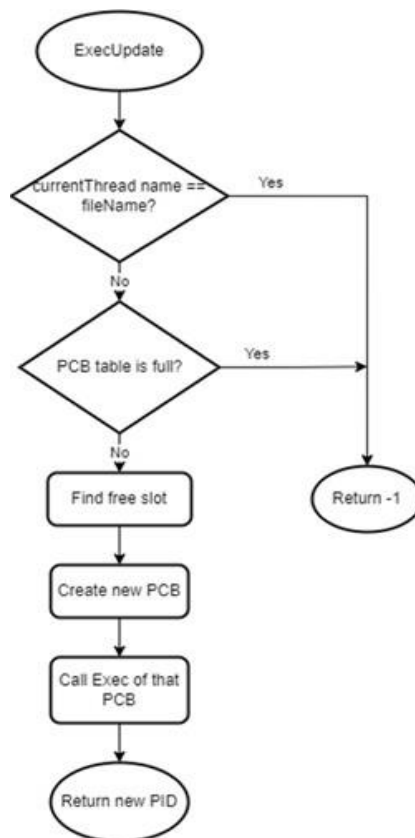 ExecUpdate
currentThread name ==
fileName?
Yes
No
PCB table is full?
Yes
No
Find free slot
Return -1
Create new PCB
Call Exec of that
PCB
Return new PID